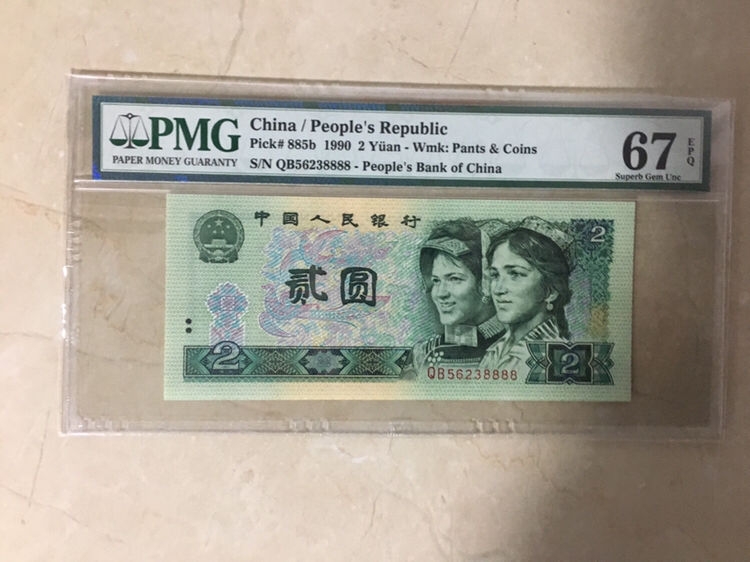 PMG
PAPER MONEY GUARANTY
China / People's Republic
Pick# 885b 1990 2 Yüan - Wmk: Pants & Coins
S/N QB56238888 - People's Bank of China
67
EPQ
Superb Gem Unc
中国人民银行
2
贰圆
2
QB56238888
2